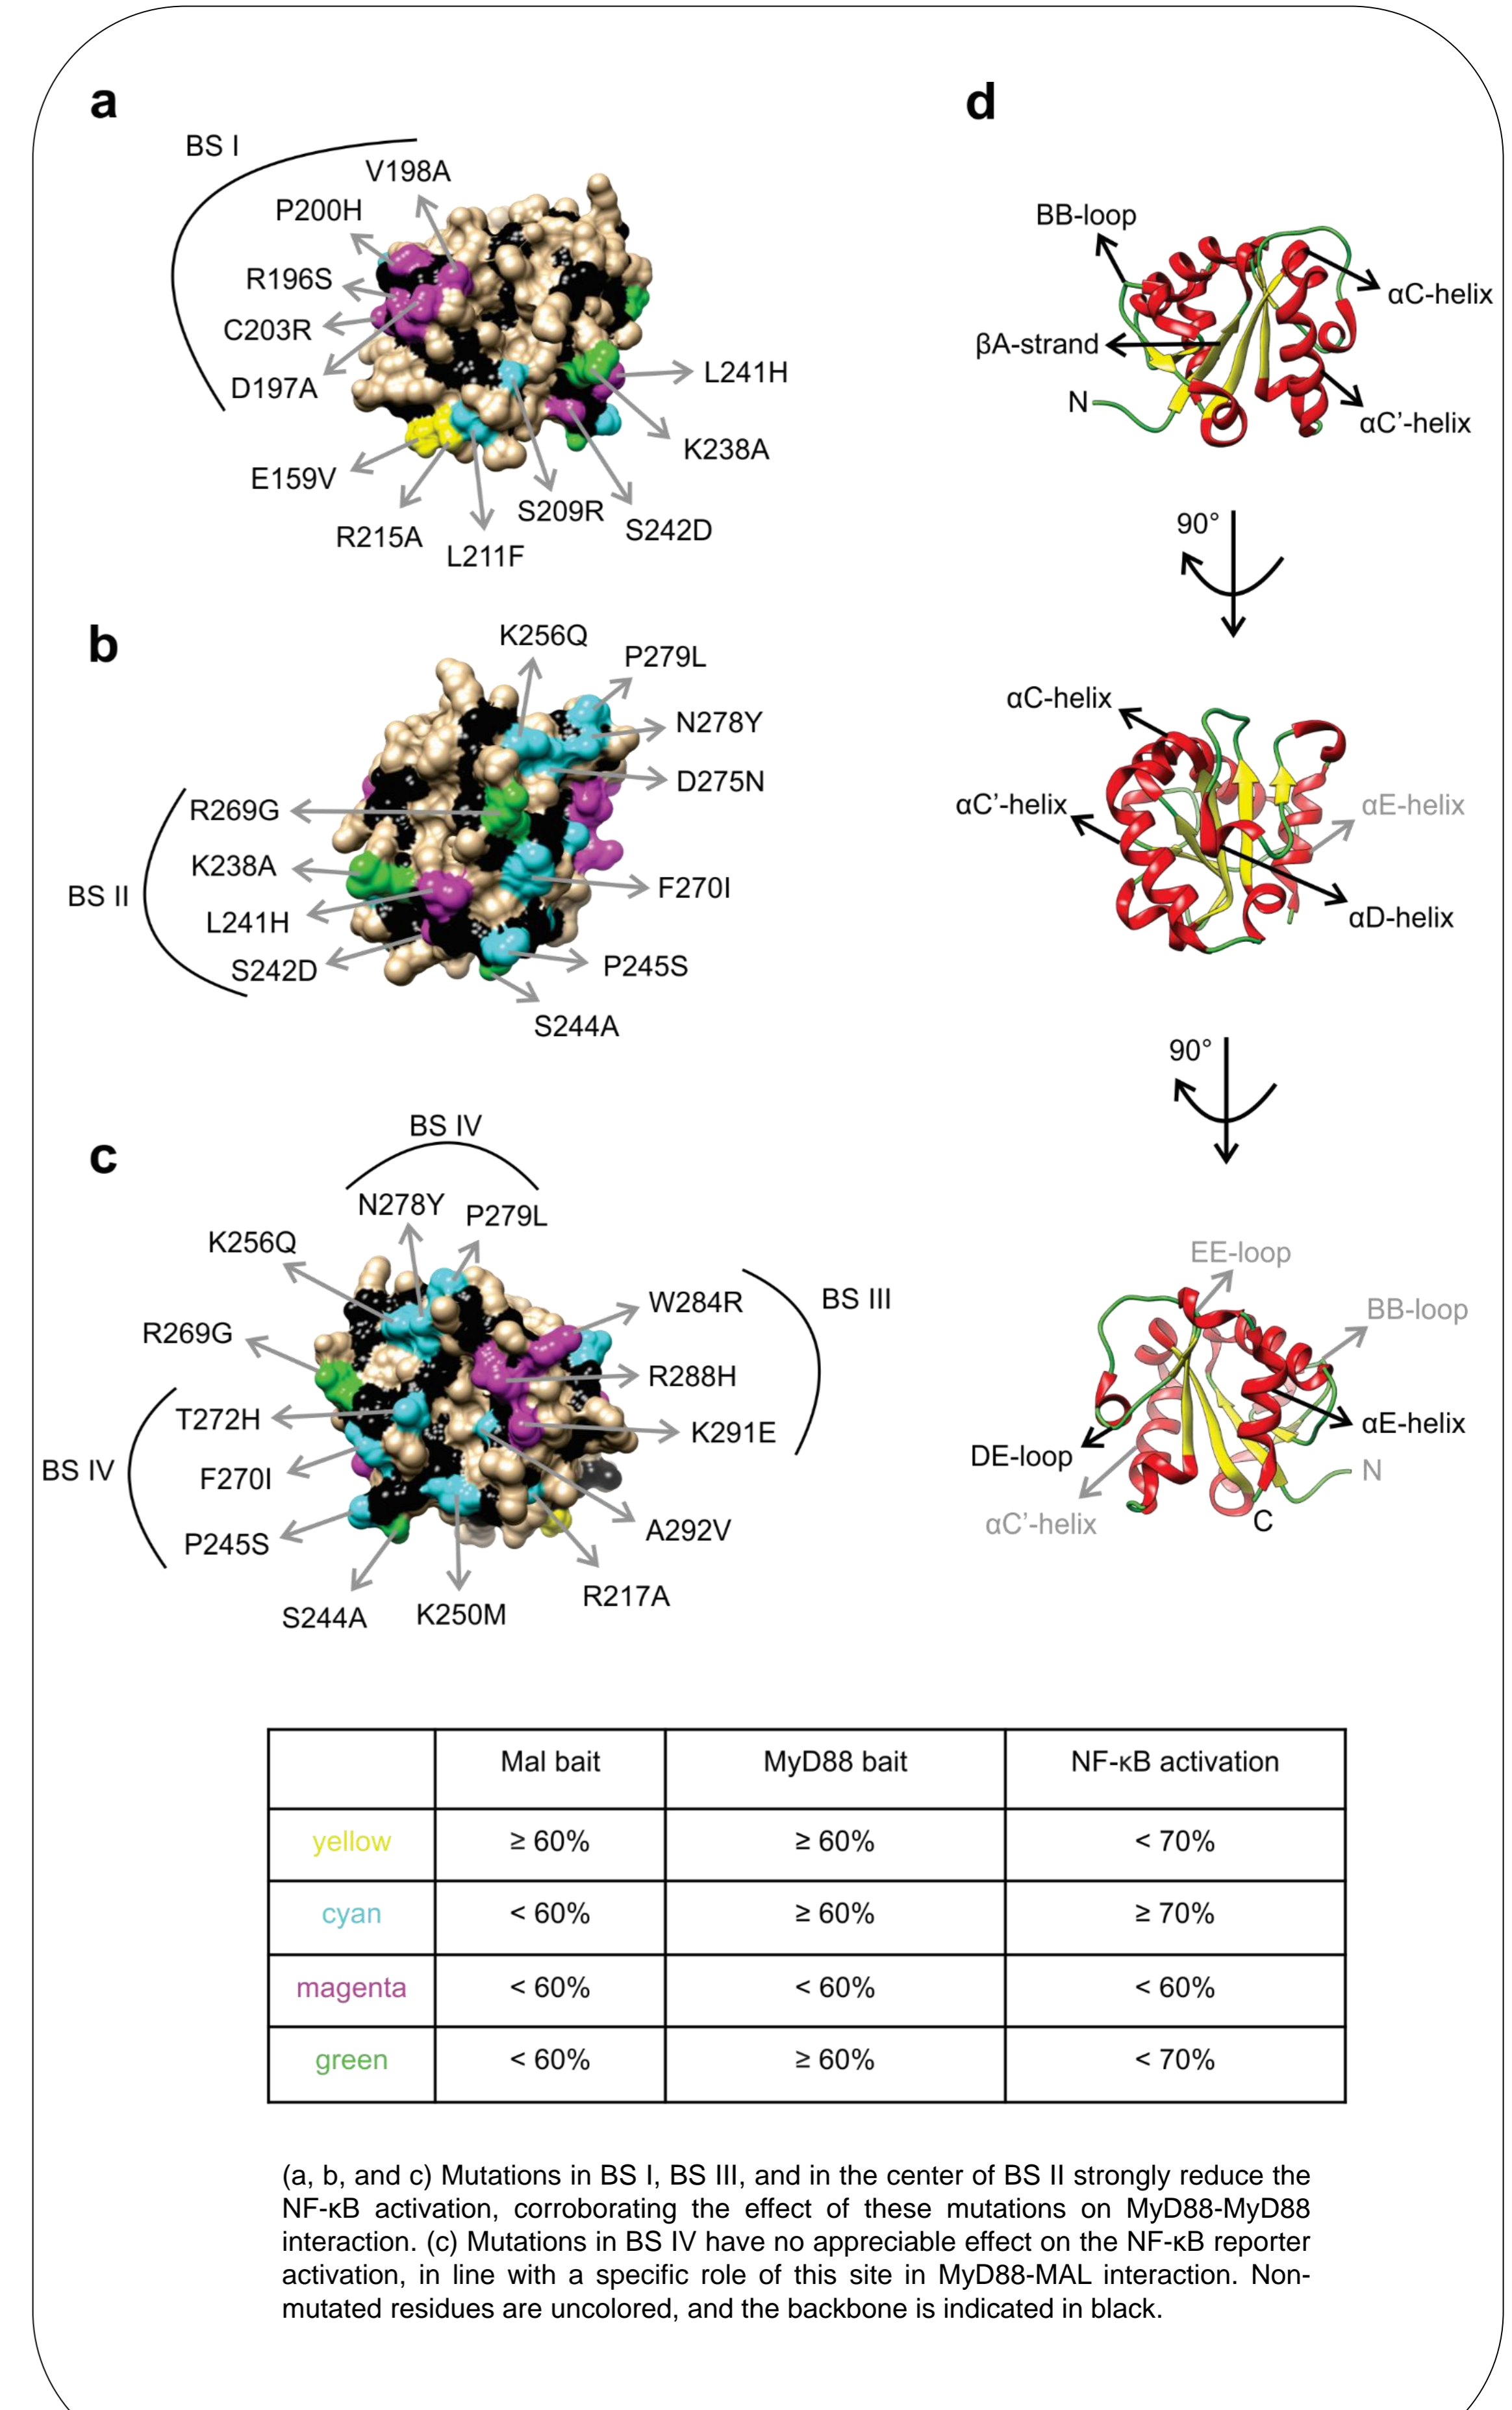 a
BS I
V198A
P200H
R196S
C203R
D197A
E159V
R215A
L211F
S209R
S242D
K238A
L241H
b
K256Q
P279L
N278Y
D275N
R269G
K238A
BS II
L241H
S242D
F270I
P245S
S244A
c
BS IV
N278Y
P279L
K256Q
R269G
W284R
BS III
R288H
K291E
T272H
BS IV
F270I
P245S
S244A
K250M
R217A
A292V
d
BB-loop
αC-helix
βA-strand
N
αC’-helix
90°
αC-helix
αC’-helix
αE-helix
αD-helix
90°
EE-loop
BB-loop
αE-helix
DE-loop
N
αC’-helix
C
Mal bait MyD88 bait NF-κB activation
yellow ≥ 60% ≥ 60% < 70%
cyan < 60% ≥ 60% ≥ 70%
magenta < 60% < 60% < 60%
green < 60% ≥ 60% < 70%
(a, b, and c) Mutations in BS I, BS III, and in the center of BS II strongly reduce the
NF-κB activation, corroborating the effect of these mutations on MyD88-MyD88
interaction. (c) Mutations in BS IV have no appreciable effect on the NF-κB reporter
activation, in line with a specific role of this site in MyD88-MAL interaction. Non-
mutated residues are uncolored, and the backbone is indicated in black.